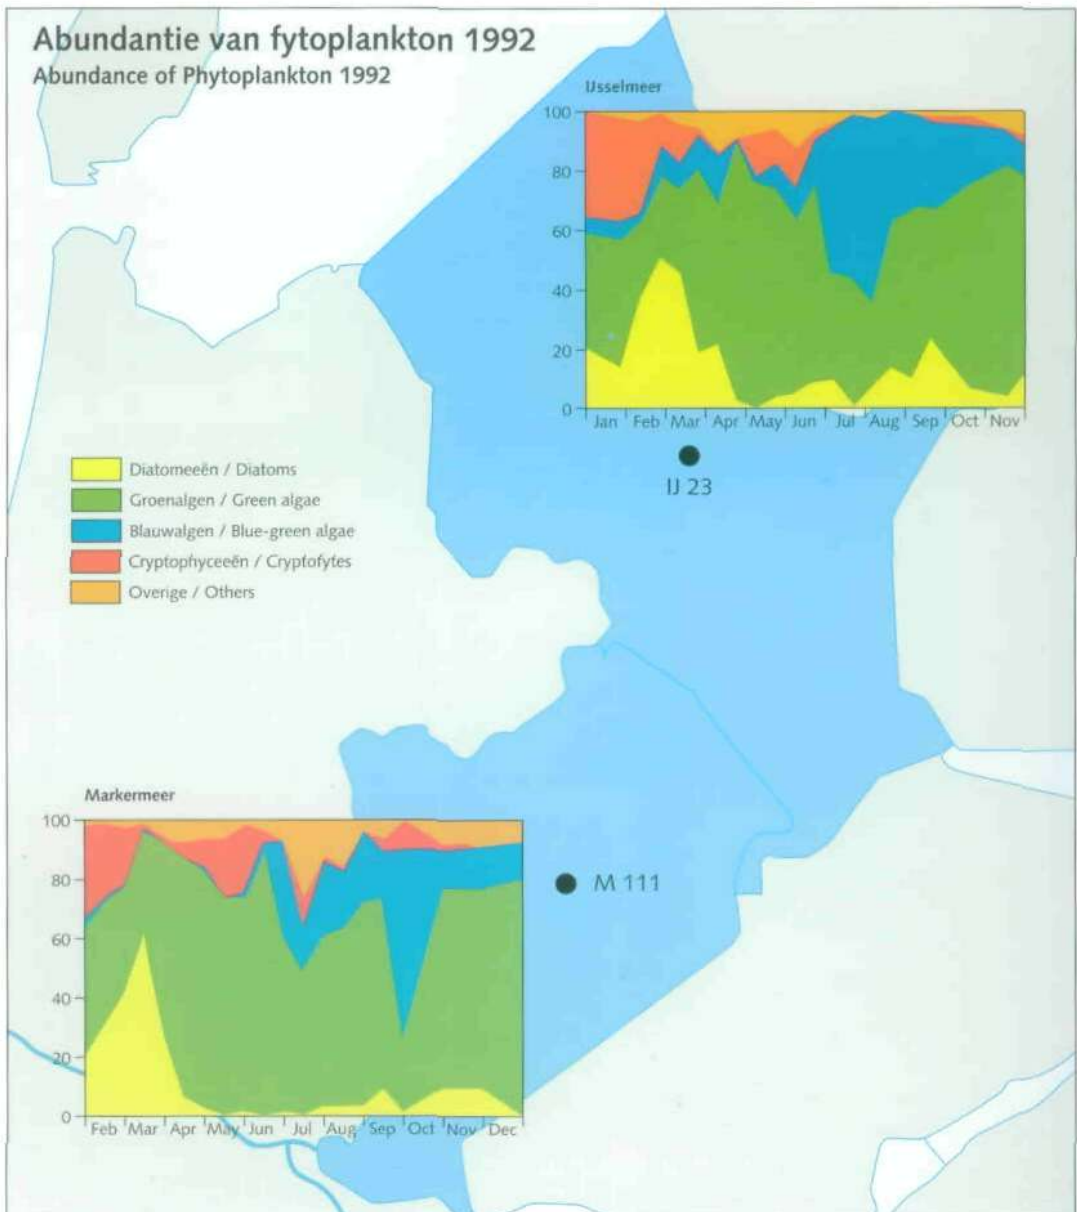 Abundantie van fytoplankton 1992
Abundance of Phytoplankton 1992
IJsselmeer
100
80
60
40
20
0
Jan Feb Mar Apr May Jun Jul Aug Sep Oct Nov
IJ 23
Diatomeeën / Diatoms
Groenalgen / Green algae
Blauwalgen / Blue-green algae
Cryptophyceeën / Cryptofytes
Overige / Others
Markermeer
100
80
60
40
20
0
Feb Mar Apr May Jun Jul Aug Sep Oct Nov Dec
M 111